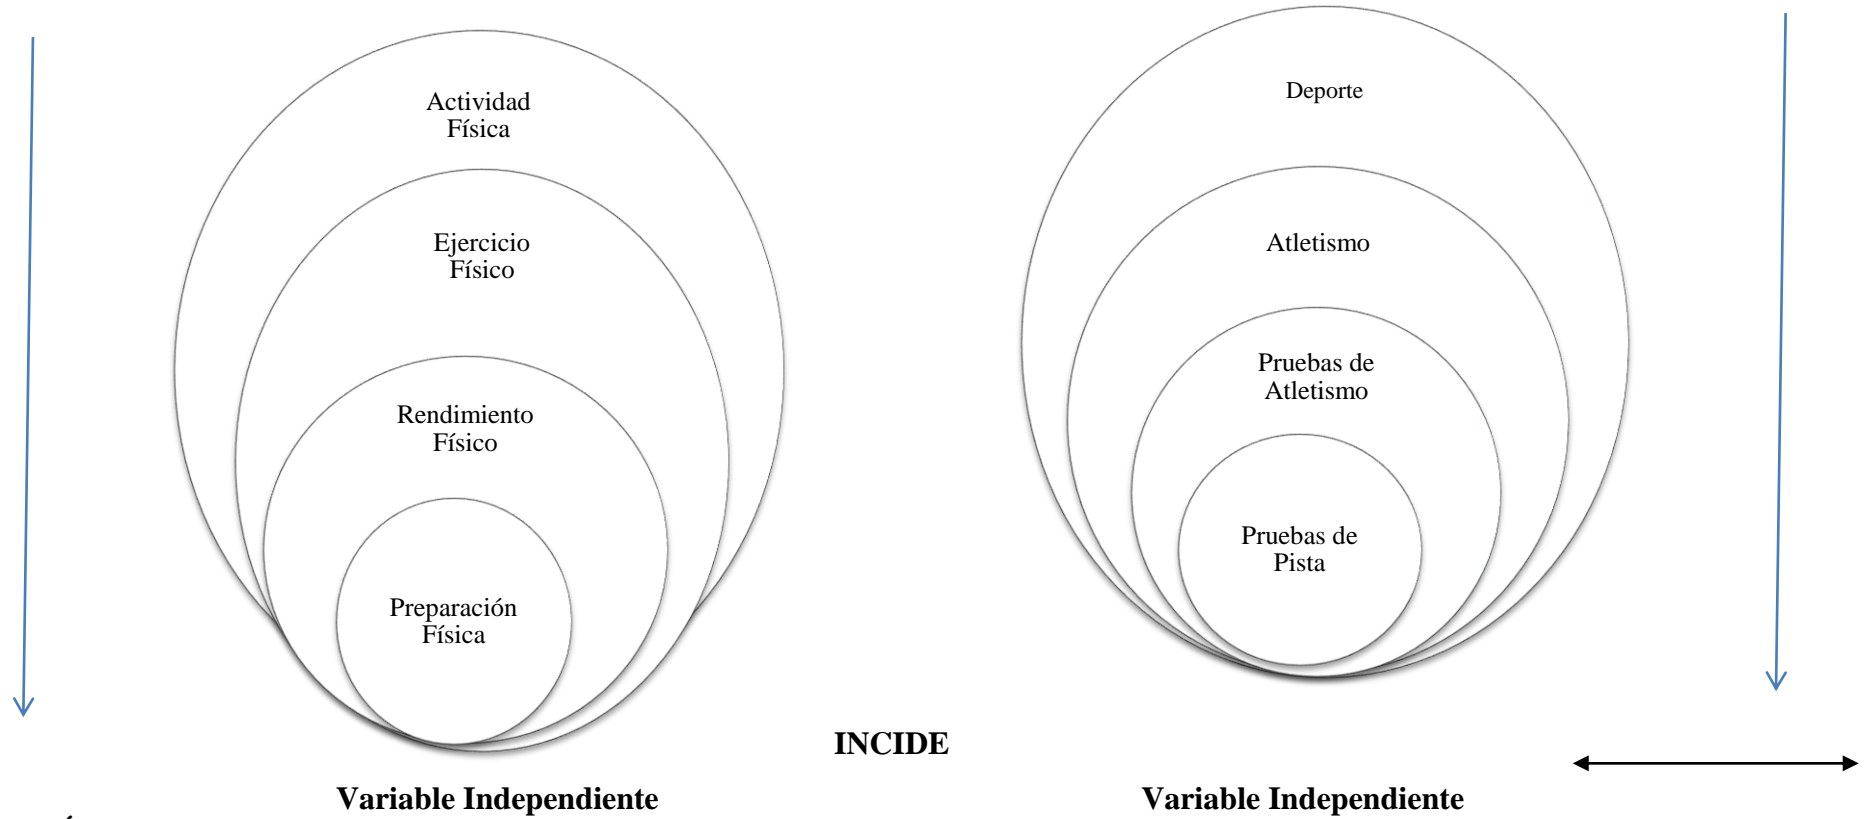 Actividad
Física
Ejercicio
Físico
Rendimiento
Físico
Preparación
Física
Deporte
Atletismo
Pruebas de
Atletismo
Pruebas de
Pista
INCIDE
Variable Independiente
Variable Independiente